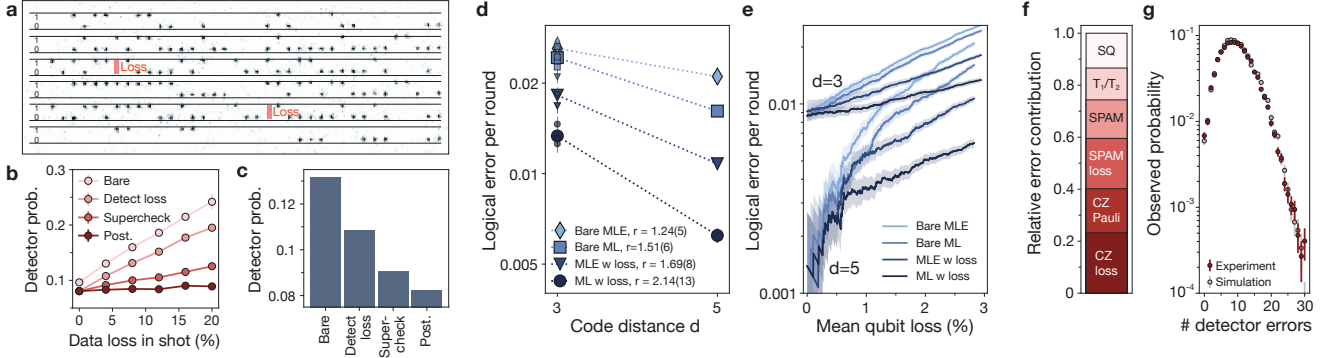 a
1
0
1
0
1
0
1
0
1
0
1
0
Loss
Loss
b
Detector prob.
0.3
0.2
0.1
Bare
Detect loss
Supercheck
Post.
0 10 20
Data loss in shot (%)
c
Detector prob.
0.12
0.1
0.08
Bare
Detect
loss
Super-
check
Post.
d
Logical error per round
0.02
0.01
0.005
Bare MLE, r = 1.24(5)
Bare ML, r=1.51(6)
MLE w loss, r = 1.69(8)
ML w loss, r = 2.14(13)
3 5
Code distance d
e
Logical error per round
0.01
0.001
d=3
d=5
Bare MLE
Bare ML
MLE w loss
ML w loss
0 1 2 3
Mean qubit loss (%)
f
Relative error contribution
1
0.8
0.6
0.4
0.2
0
SQ
T1/T2
SPAM
SPAM
loss
CZ
Pauli
CZ
loss
g
Observed probability
10⁻¹
10⁻²
10⁻³
10⁻⁴
Experiment
Simulation
0 10 20 30
# detector errors